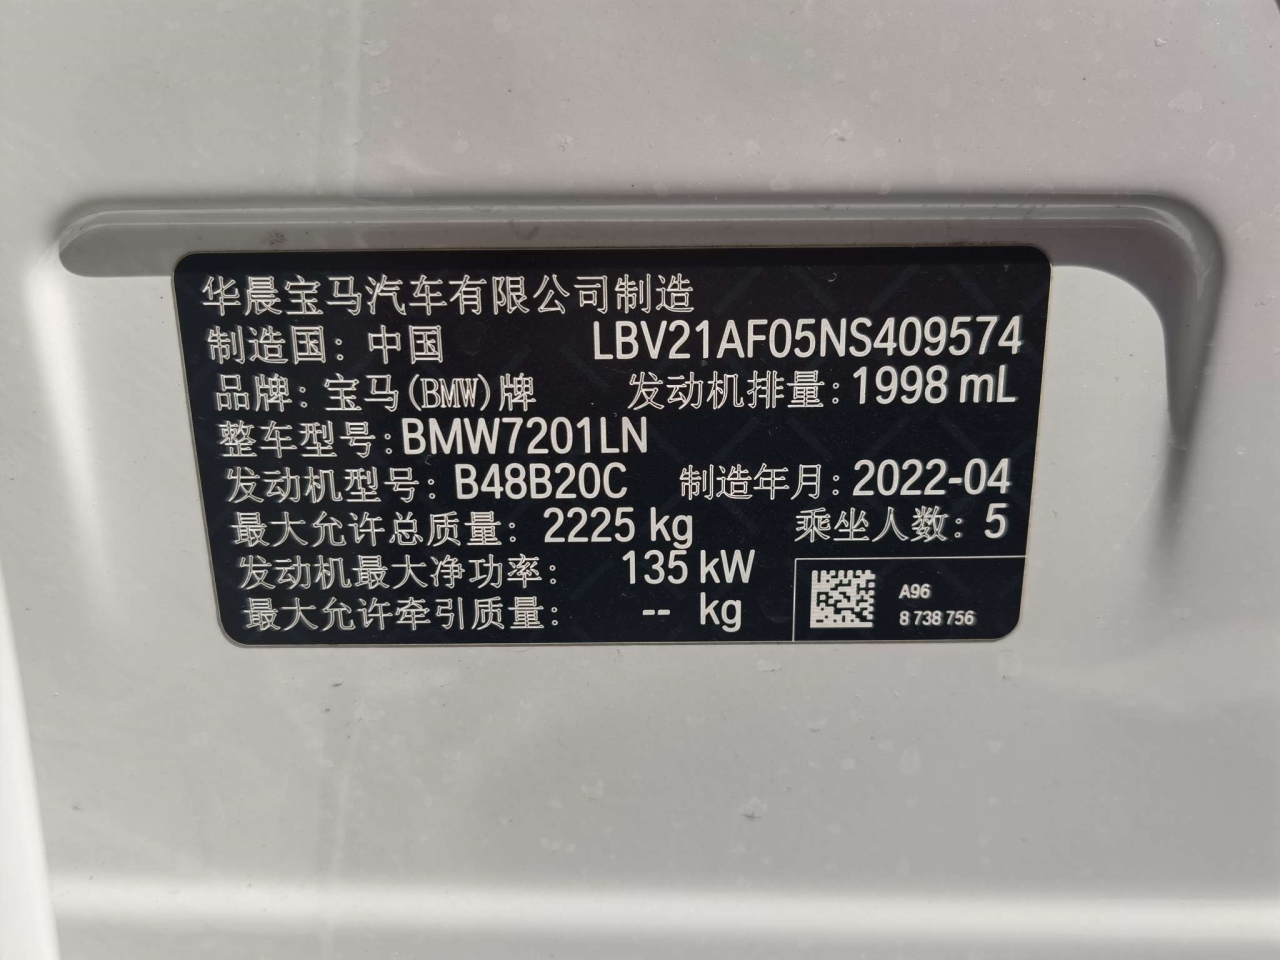 华晨宝马汽车有限公司制造
制造国：中国 LBV21AF05NS409574
品牌：宝马(BMW)牌 发动机排量：1998 mL
整车型号：BMW7201LN
发动机型号：B48B20C 制造年月：2022-04
最大允许总质量：2225 kg 乘坐人数：5
发动机最大净功率：135 kW
最大允许牵引质量：-- kg
A96
8 738 756